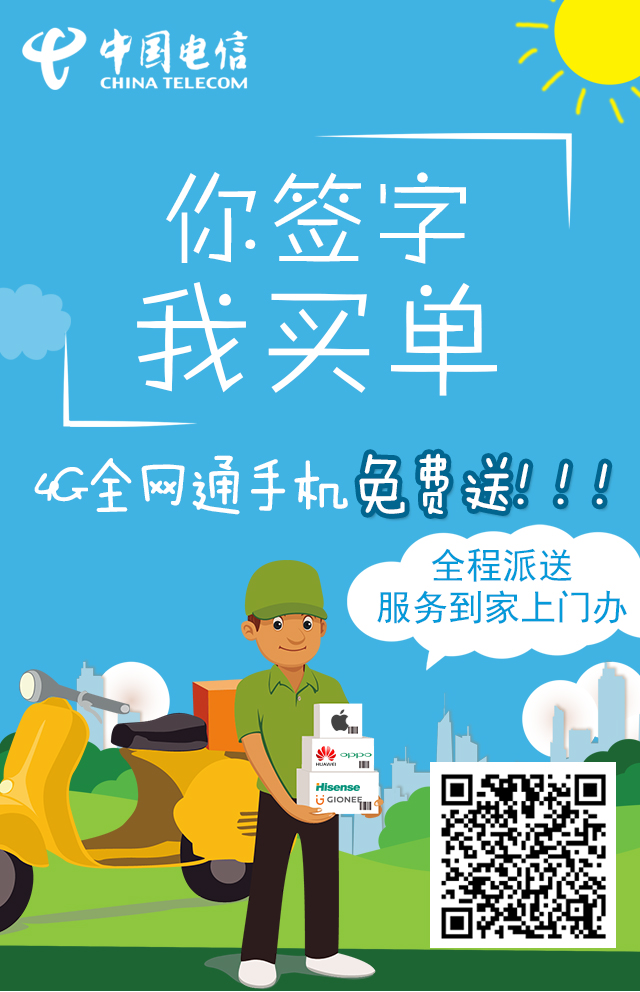 中国电信
CHINA TELECOM
你签字
我买单
4G全网通手机免费送！！！
全程派送
服务到家上门办
HUAWEI
oppo
Hisense
GIONEE